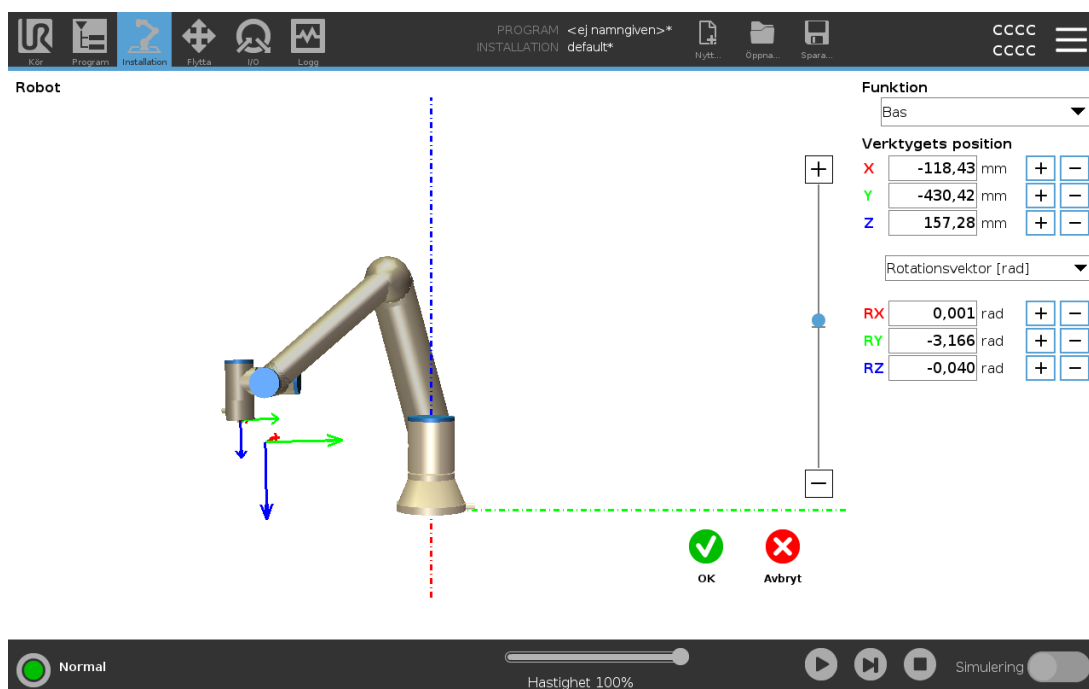 UR
Kör
Program
Installation
Flytta
I/O
Logg
PROGRAM <ej namngiven>*
INSTALLATION default*
Nytt...
Öppna...
Spara...
CCCC
CCCC
Robot
Funktion
Bas
Verktygets position
X -118,43 mm + −
Y -430,42 mm + −
Z 157,28 mm + −
Rotationsvektor [rad]
RX 0,001 rad + −
RY -3,166 rad + −
RZ -0,040 rad + −
+
−
OK
Avbryt
Normal
Hastighet 100%
Simulering